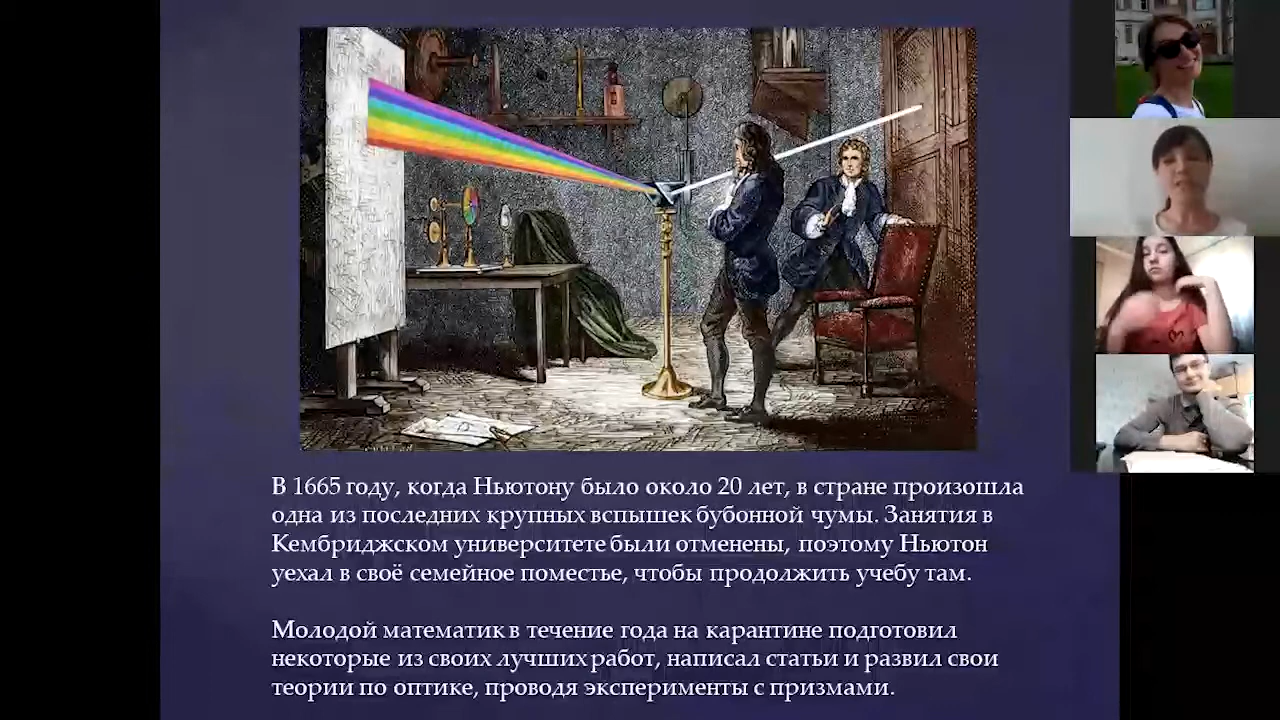 В 1665 году, когда Ньютону было около 20 лет, в стране произошла
одна из последних крупных вспышек бубонной чумы. Занятия в
Кембриджском университете были отменены, поэтому Ньютон
уехал в своё семейное поместье, чтобы продолжить учебу там.
Молодой математик в течение года на карантине подготовил
некоторые из своих лучших работ, написал статьи и развил свои
теории по оптике, проводя эксперименты с призмами.